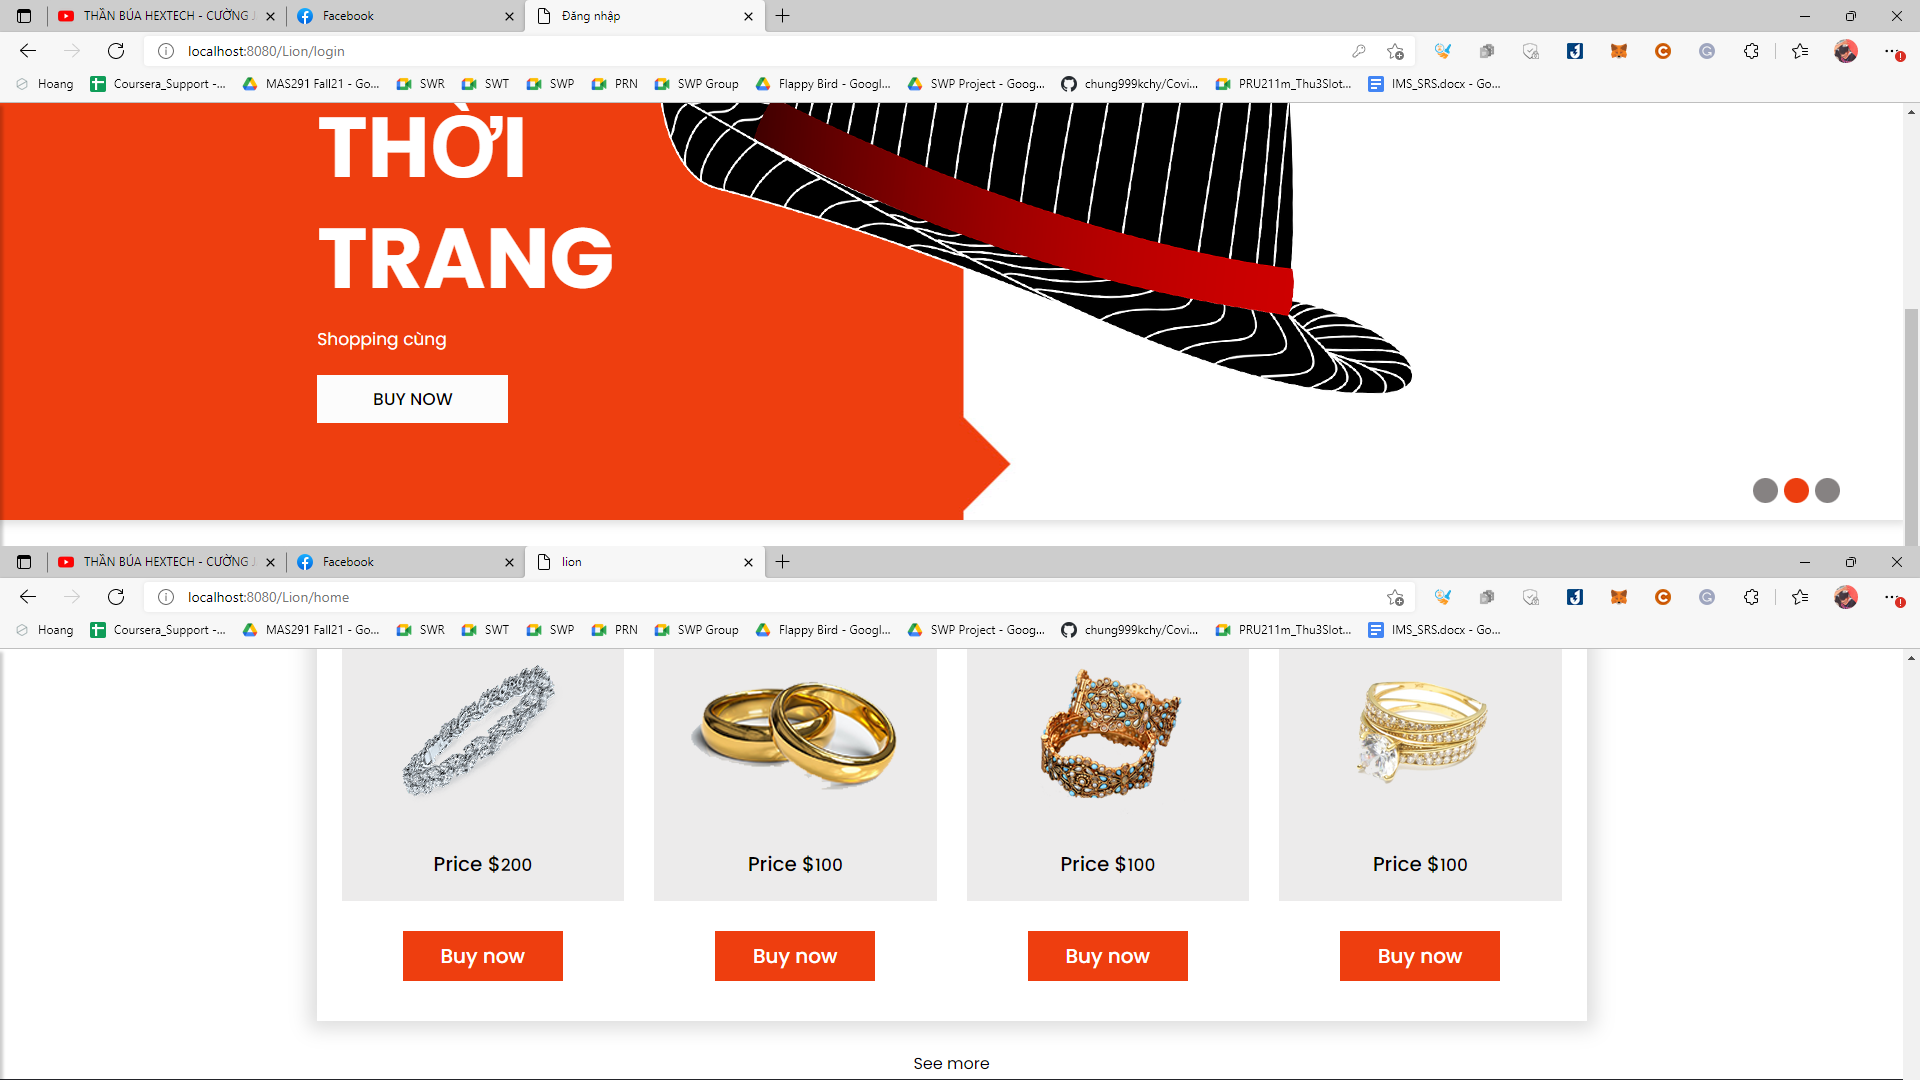 THẦN BÚA HEXTECH - CƯỜNG
Facebook
Đăng nhập
localhost:8080/Lion/login
Hoang
Coursera_Support -...
MAS291 Fall21 - Go...
SWR
SWT
SWP
PRN
SWP Group
Flappy Bird - Googl...
SWP Project - Goog...
chung999kchy/Covi...
PRU211m_Thu3Slot...
IMS_SRS.docx - Go...
THỜI
TRANG
Shopping cùng
BUY NOW
THẦN BÚA HEXTECH - CƯỜNG
Facebook
lion
localhost:8080/Lion/home
Hoang
Coursera_Support -...
MAS291 Fall21 - Go...
SWR
SWT
SWP
PRN
SWP Group
Flappy Bird - Googl...
SWP Project - Goog...
chung999kchy/Covi...
PRU211m_Thu3Slot...
IMS_SRS.docx - Go...
Price $200
Price $100
Price $100
Price $100
Buy now
Buy now
Buy now
Buy now
See more